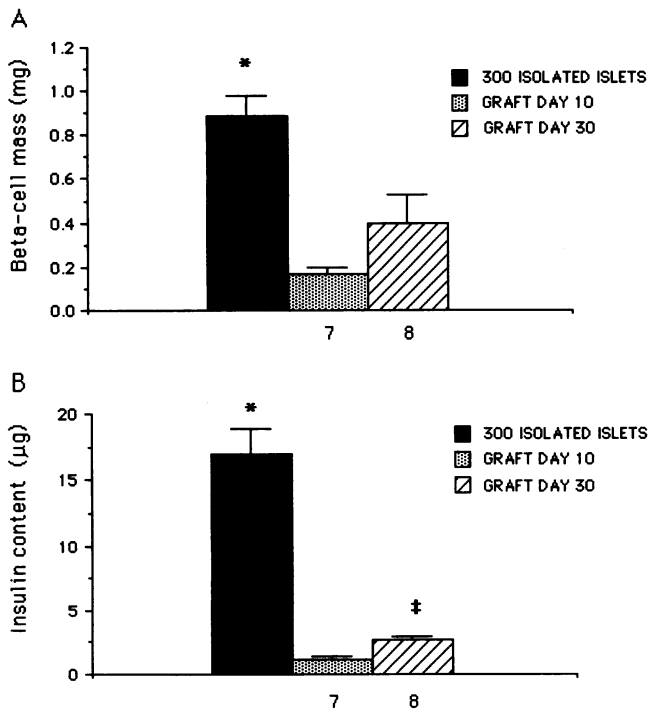 A
Beta-cell mass (mg)
1.2
1.0
0.8
0.6
0.4
0.2
0.0
*
300 ISOLATED ISLETS
GRAFT DAY 10
GRAFT DAY 30
7
8
B
Insulin content (µg)
20
15
10
5
0
*
‡
300 ISOLATED ISLETS
GRAFT DAY 10
GRAFT DAY 30
7
8